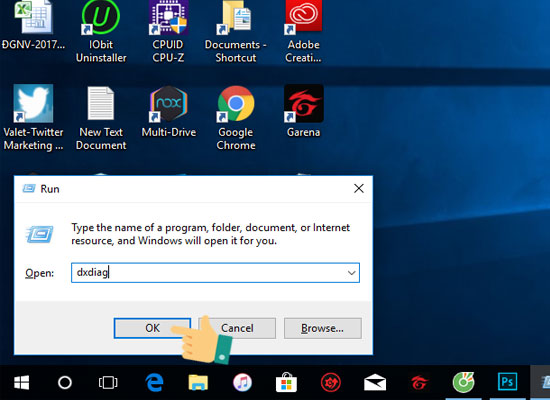 ĐGNV-2017...
IObit
Uninstaller
CPUID
CPU-Z
Documents -
Shortcut
Adobe
Creati...
Valet-Twitter
Marketing ...
New Text
Document
nox
Multi-Drive
Google
Chrome
Garena
Run
Type the name of a program, folder, document, or Internet
resource, and Windows will open it for you.
Open:
dxdiag
OK
Cancel
Browse...
Ps